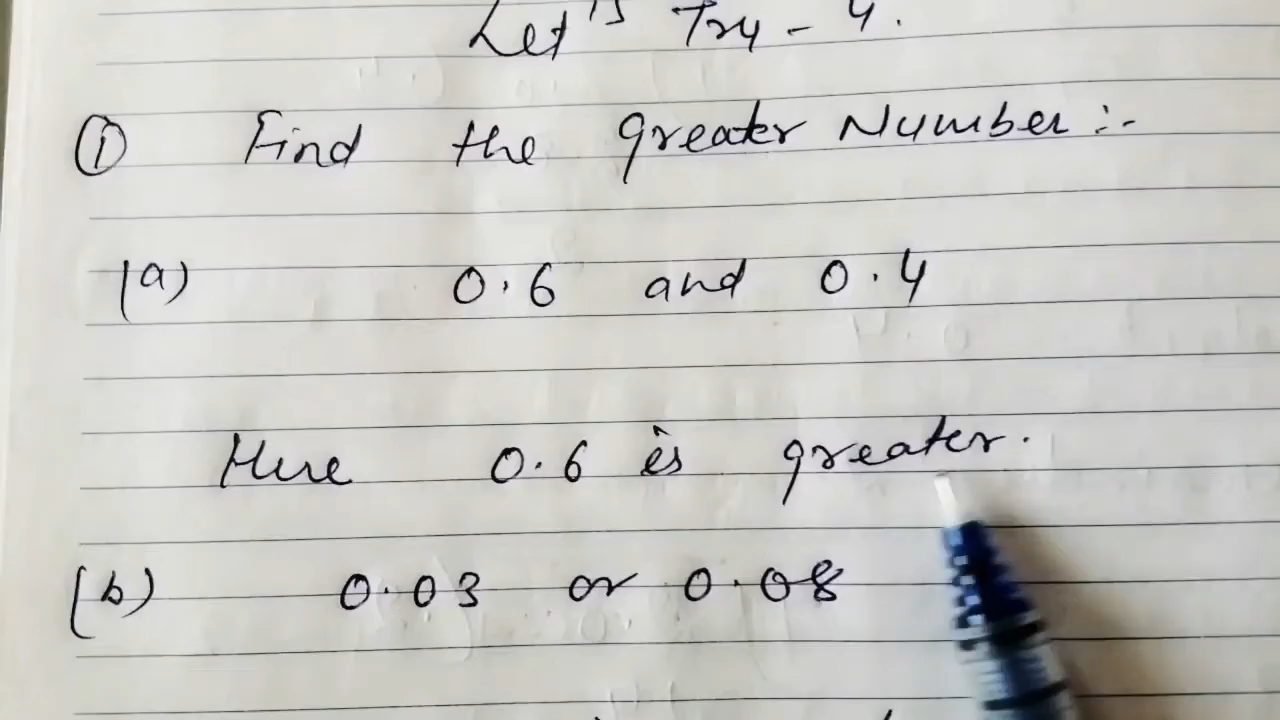 Let's Try - 4.
① Find the greater Number :-
(a) 0.6 and 0.4
Here 0.6 is greater.
(b) 0.03 or 0.08